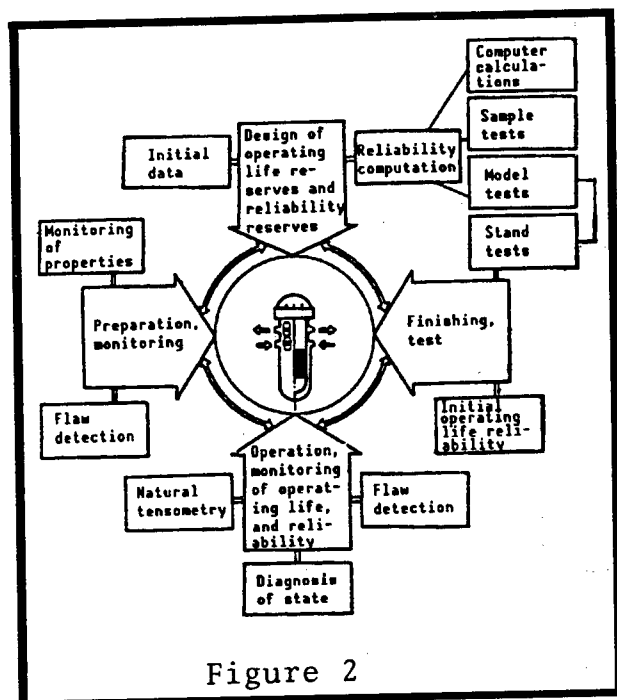 Computer
calcula-
tions
Sample
tests
Model
tests
Stand
tests
Reliability
computation
Design of
operating
life re-
serves and
reliability
reserves
Initial
data
Monitoring
of
properties
Preparation,
monitoring
Flaw
detection
Finishing,
test
Initial
operating
life reli-
ability
Operation,
monitoring
of operat-
ing life,
and reli-
ability
Natural
tensometry
Flaw
detection
Diagnosis
of state
Figure 2